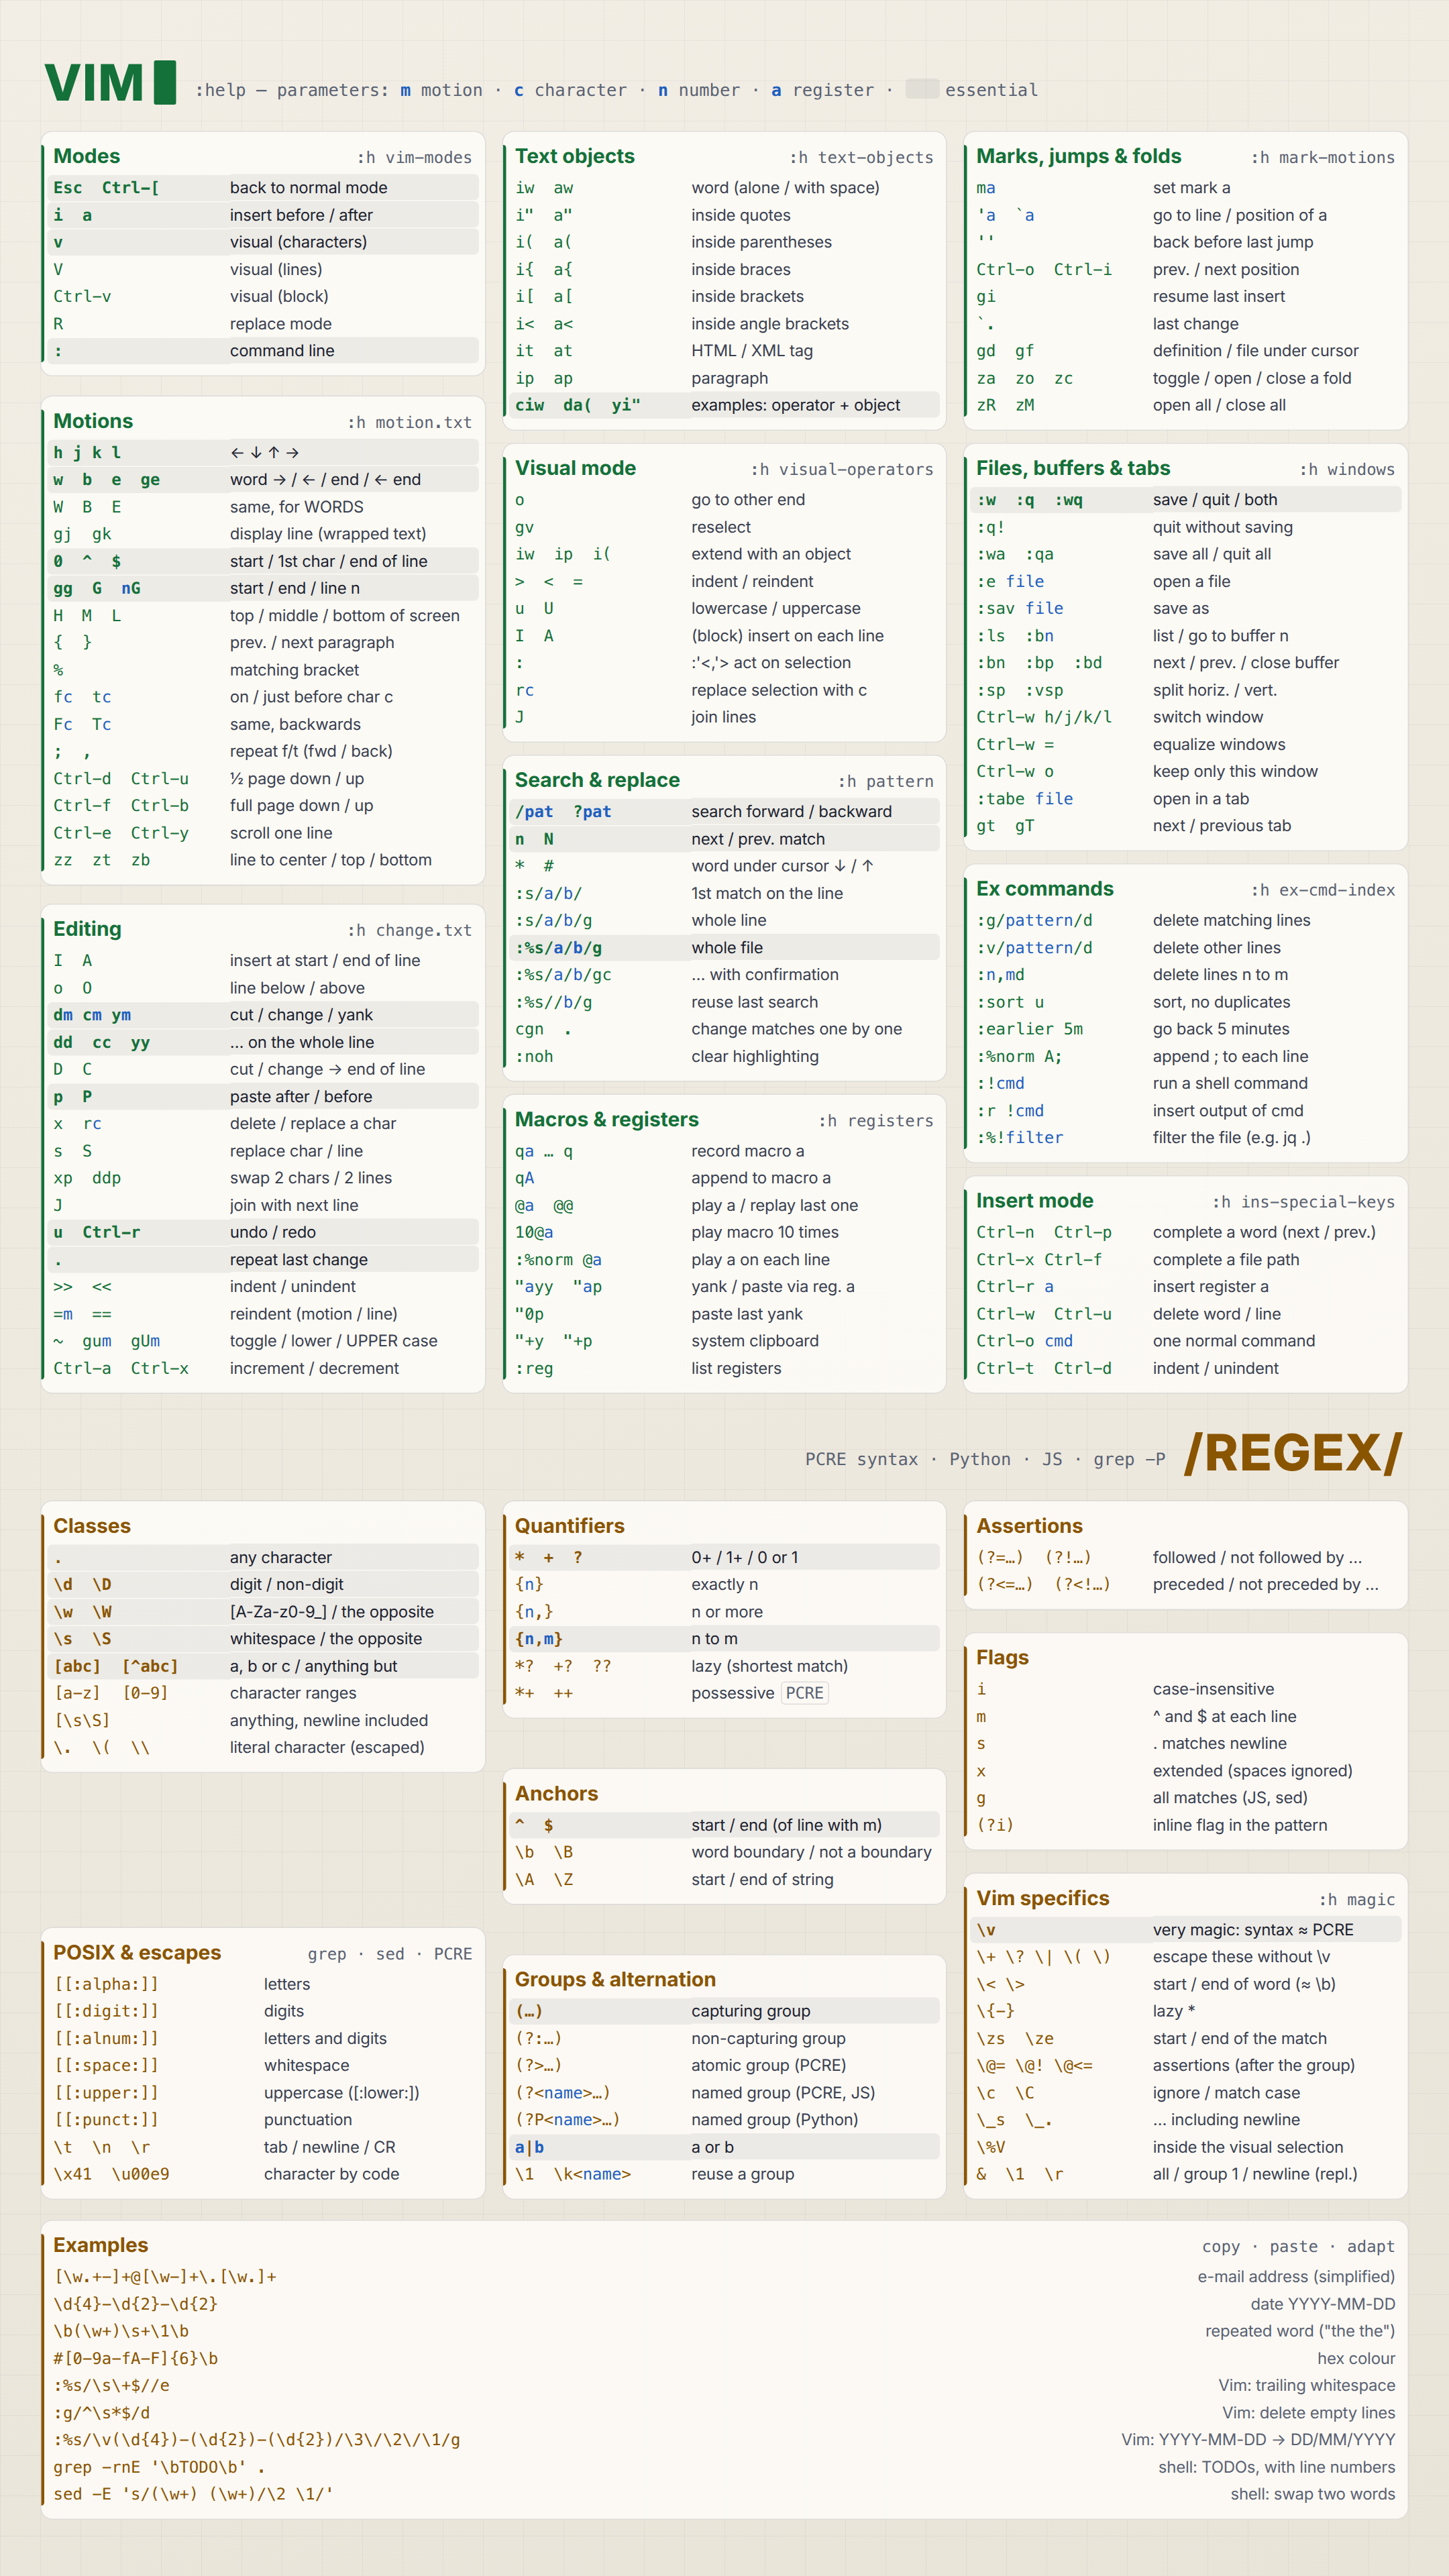 VIM
:help – parameters: m motion · c character · n number · a register · essential
Modes :h vim-modes
Esc Ctrl-[ back to normal mode
i a insert before / after
v visual (characters)
V visual (lines)
Ctrl-v visual (block)
R replace mode
: command line
Motions :h motion.txt
h j k l ← ↓ ↑ →
w b e ge word → / ← / end / ← end
W B E same, for WORDS
gj gk display line (wrapped text)
0 ^ $ start / 1st char / end of line
gg G nG start / end / line n
H M L top / middle / bottom of screen
{ } prev. / next paragraph
% matching bracket
fc tc on / just before char c
Fc Tc same, backwards
; , repeat f/t (fwd / back)
Ctrl-d Ctrl-u ½ page down / up
Ctrl-f Ctrl-b full page down / up
Ctrl-e Ctrl-y scroll one line
zz zt zb line to center / top / bottom
Editing :h change.txt
I A insert at start / end of line
o O line below / above
dm cm ym cut / change / yank
dd cc yy … on the whole line
D C cut / change → end of line
p P paste after / before
x rc delete / replace a char
s S replace char / line
xp ddp swap 2 chars / 2 lines
J join with next line
u Ctrl-r undo / redo
. repeat last change
>> << indent / unindent
=m == reindent (motion / line)
~ gum gUm toggle / lower / UPPER case
Ctrl-a Ctrl-x increment / decrement
Text objects :h text-objects
iw aw word (alone / with space)
i" a" inside quotes
i( a( inside parentheses
i{ a{ inside braces
i[ a[ inside brackets
i< a< inside angle brackets
it at HTML / XML tag
ip ap paragraph
ciw da( yi" examples: operator + object
Visual mode :h visual-operators
o go to other end
gv reselect
iw ip i( extend with an object
> < = indent / reindent
u U lowercase / uppercase
I A (block) insert on each line
: :'<,'> act on selection
rc replace selection with c
J join lines
Search & replace :h pattern
/pat ?pat search forward / backward
n N next / prev. match
* # word under cursor ↓ / ↑
:s/a/b/ 1st match on the line
:s/a/b/g whole line
:%s/a/b/g whole file
:%s/a/b/gc … with confirmation
:%s//b/g reuse last search
cgn . change matches one by one
:noh clear highlighting
Macros & registers :h registers
qa … q record macro a
qA append to macro a
@a @@ play a / replay last one
10@a play macro 10 times
:%norm @a play a on each line
"ayy "ap yank / paste via reg. a
"0p paste last yank
"+y "+p system clipboard
:reg list registers
Marks, jumps & folds :h mark-motions
ma set mark a
'a `a go to line / position of a
'' back before last jump
Ctrl-o Ctrl-i prev. / next position
gi resume last insert
`. last change
gd gf definition / file under cursor
za zo zc toggle / open / close a fold
zR zM open all / close all
Files, buffers & tabs :h windows
:w :q :wq save / quit / both
:q! quit without saving
:wa :qa save all / quit all
:e file open a file
:sav file save as
:ls :bn list / go to buffer n
:bn :bp :bd next / prev. / close buffer
:sp :vsp split horiz. / vert.
Ctrl-w h/j/k/l switch window
Ctrl-w = equalize windows
Ctrl-w o keep only this window
:tabe file open in a tab
gt gT next / previous tab
Ex commands :h ex-cmd-index
:g/pattern/d delete matching lines
:v/pattern/d delete other lines
:n,md delete lines n to m
:sort u sort, no duplicates
:earlier 5m go back 5 minutes
:%norm A; append ; to each line
:!cmd run a shell command
:r !cmd insert output of cmd
:%!filter filter the file (e.g. jq .)
Insert mode :h ins-special-keys
Ctrl-n Ctrl-p complete a word (next / prev.)
Ctrl-x Ctrl-f complete a file path
Ctrl-r a insert register a
Ctrl-w Ctrl-u delete word / line
Ctrl-o cmd one normal command
Ctrl-t Ctrl-d indent / unindent
PCRE syntax · Python · JS · grep -P /REGEX/
Classes
. any character
\d \D digit / non-digit
\w \W [A-Za-z0-9_] / the opposite
\s \S whitespace / the opposite
[abc] [^abc] a, b or c / anything but
[a-z] [0-9] character ranges
[\s\S] anything, newline included
\. \( \\ literal character (escaped)
POSIX & escapes grep · sed · PCRE
[[:alpha:]] letters
[[:digit:]] digits
[[:alnum:]] letters and digits
[[:space:]] whitespace
[[:upper:]] uppercase ([:lower:])
[[:punct:]] punctuation
\t \n \r tab / newline / CR
\x41 \u00e9 character by code
Quantifiers
* + ? 0+ / 1+ / 0 or 1
{n} exactly n
{n,} n or more
{n,m} n to m
*? +? ?? lazy (shortest match)
*+ ++ possessive PCRE
Anchors
^ $ start / end (of line with m)
\b \B word boundary / not a boundary
\A \Z start / end of string
Groups & alternation
(…) capturing group
(?:…) non-capturing group
(?>…) atomic group (PCRE)
(?<name>…) named group (PCRE, JS)
(?P<name>…) named group (Python)
a|b a or b
\1 \k<name> reuse a group
Assertions
(?=…) (?!…) followed / not followed by …
(?<=…) (?<!…) preceded / not preceded by …
Flags
i case-insensitive
m ^ and $ at each line
s . matches newline
x extended (spaces ignored)
g all matches (JS, sed)
(?i) inline flag in the pattern
Vim specifics :h magic
\v very magic: syntax ≈ PCRE
\+ \? \| \( \) escape these without \v
\< \> start / end of word (≈ \b)
\{-} lazy *
\zs \ze start / end of the match
\@= \@! \@<= assertions (after the group)
\c \C ignore / match case
\_s \_. … including newline
\%V inside the visual selection
& \1 \r all / group 1 / newline (repl.)
Examples copy · paste · adapt
[\w.+-]+@[\w-]+\.[\w.]+ e-mail address (simplified)
\d{4}-\d{2}-\d{2} date YYYY-MM-DD
\b(\w+)\s+\1\b repeated word ("the the")
#[0-9a-fA-F]{6}\b hex colour
:%s/\s\+$//e Vim: trailing whitespace
:g/^\s*$/d Vim: delete empty lines
:%s/\v(\d{4})-(\d{2})-(\d{2})/\3\/\2\/\1/g Vim: YYYY-MM-DD → DD/MM/YYYY
grep -rnE '\bTODO\b' . shell: TODOs, with line numbers
sed -E 's/(\w+) (\w+)/\2 \1/' shell: swap two words